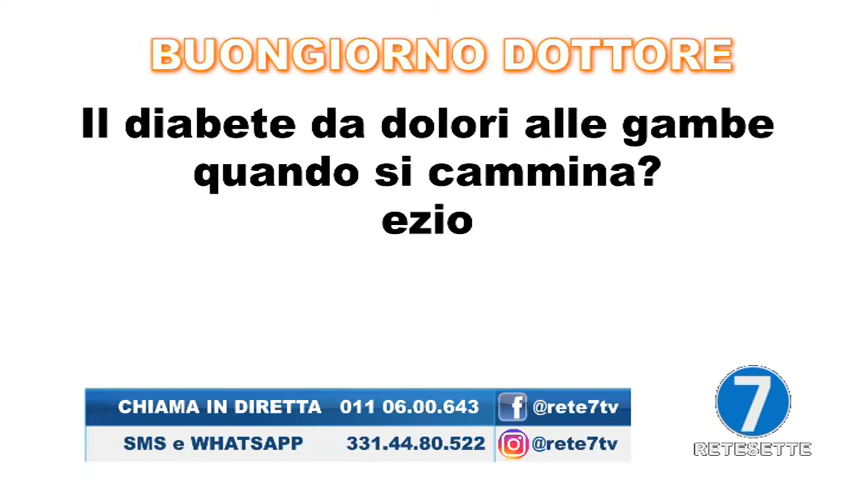 BUONGIORNO DOTTORE
Il diabete da dolori alle gambe
quando si cammina?
ezio
CHIAMA IN DIRETTA 011 06.00.643 f @rete7tv
SMS e WHATSAPP 331.44.80.522 @rete7tv
7
RETESETTE